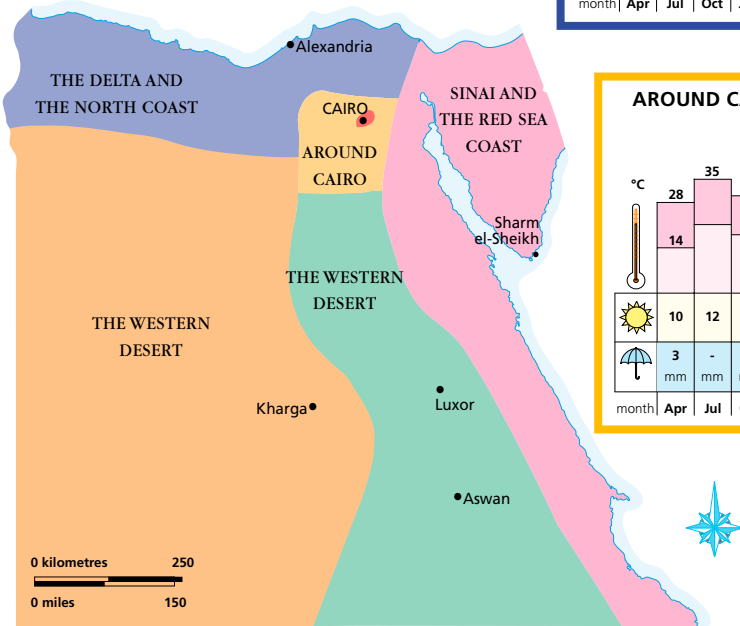 month Apr Jul Oct
Alexandria
THE DELTA AND
THE NORTH COAST
CAIRO
AROUND
CAIRO
SINAI AND
THE RED SEA
COAST
Sharm
el-Sheikh
THE WESTERN
DESERT
THE WESTERN
DESERT
Kharga
Luxor
Aswan
0 kilometres 250
0 miles 150
AROUND CA
°C
28
35
14
10 12
3 -
mm mm
month Apr Jul